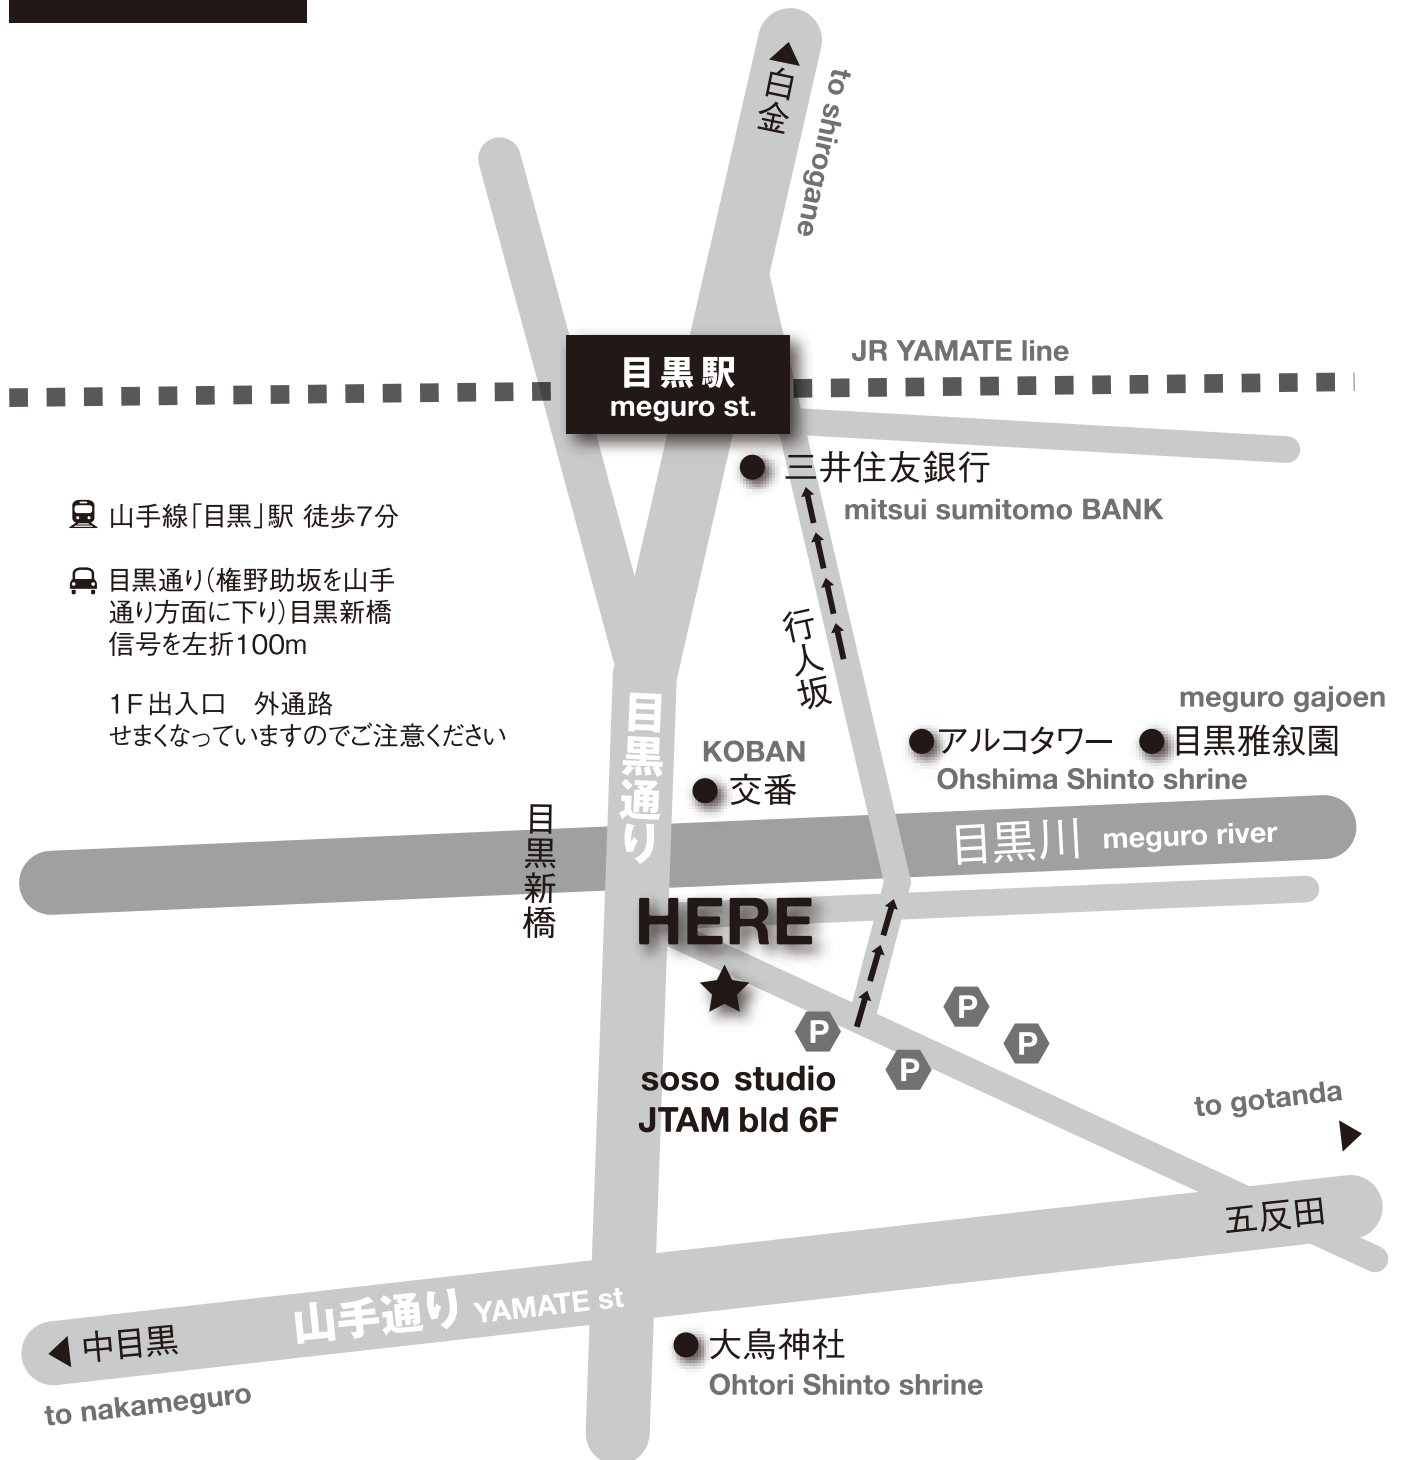 白金
to shirogane
JR YAMATE line
目黒駅
meguro st.
三井住友銀行
mitsui sumitomo BANK
山手線「目黒」駅 徒歩7分
目黒通り(権野助坂を山手
通り方面に下り)目黒新橋
信号を左折100m
1F出入口　外通路
せまくなっていますのでご注意ください
行人坂
目黒通り
meguro gajoen
アルコタワー
目黒雅叙園
Ohshima Shinto shrine
KOBAN
交番
目黒新橋
目黒川 meguro river
HERE
P
P
P
P
soso studio
JTAM bld 6F
to gotanda
五反田
山手通り YAMATE st
中目黒
to nakameguro
大鳥神社
Ohtori Shinto shrine